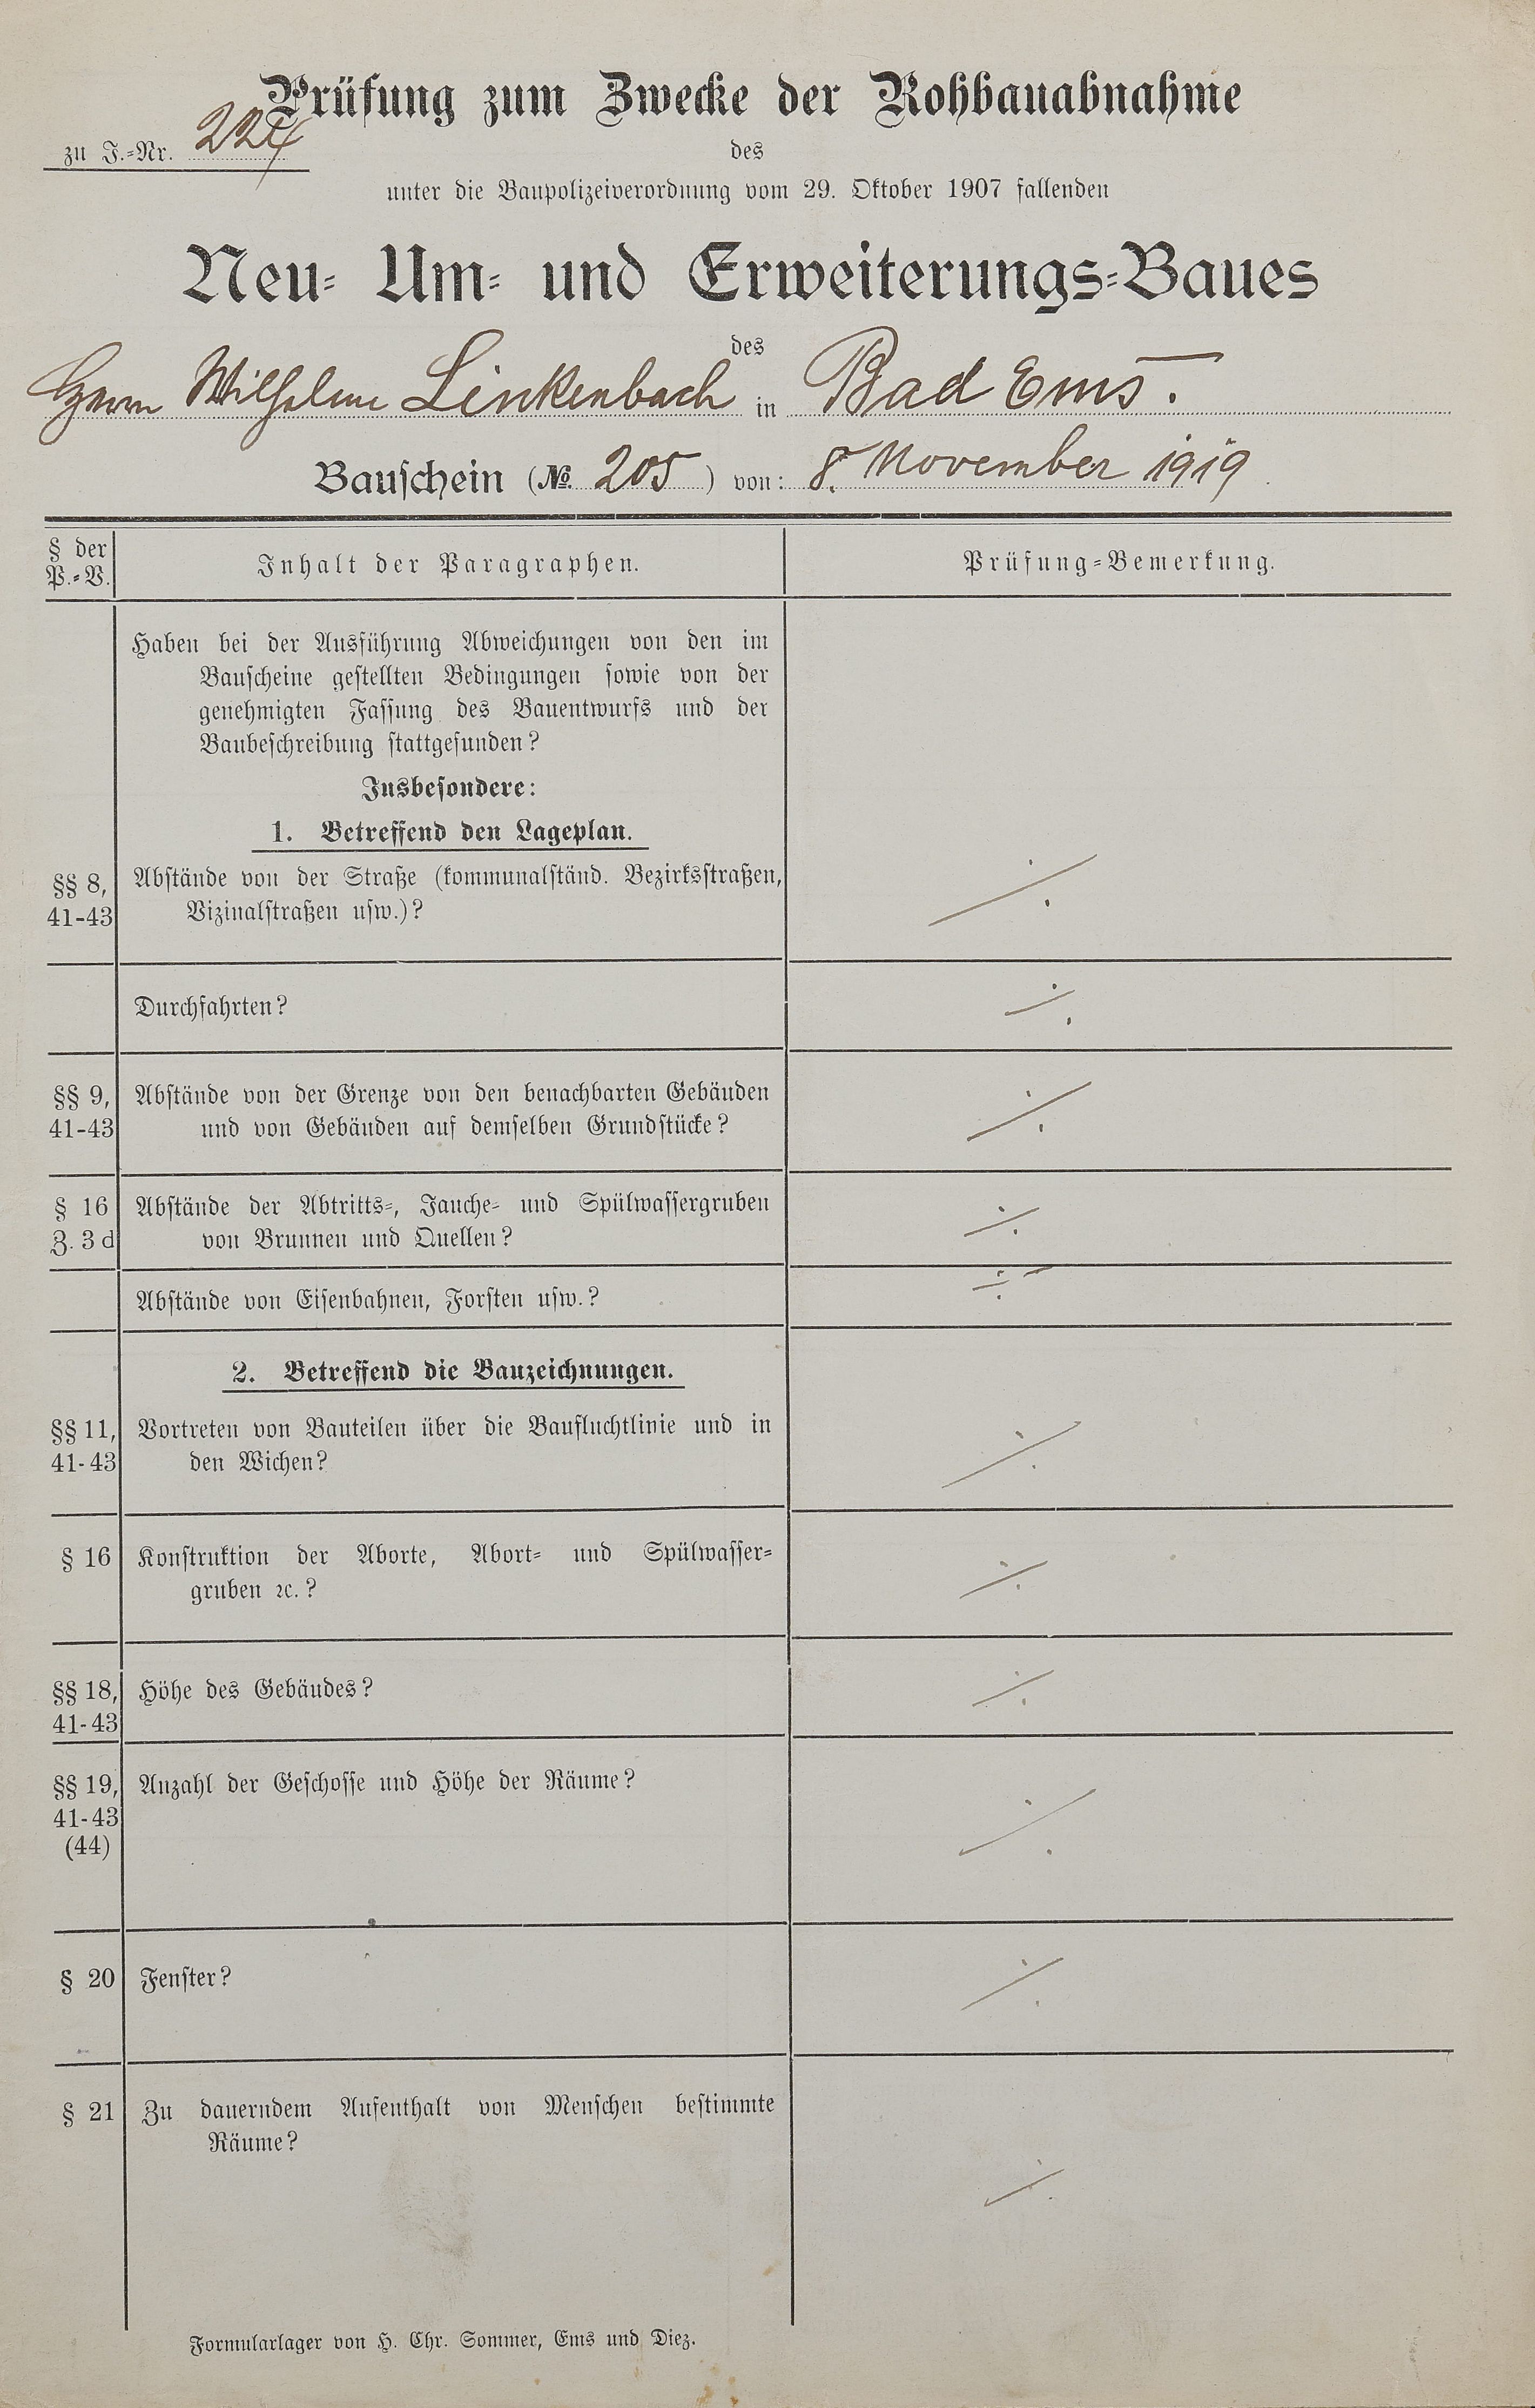 Prüfung zum Zwecke der Rohbauabnahme
zu J.-Nr. 224
des
unter die Baupolizeiverordnung vom 29. Oktober 1907 fallenden
Neu- Um- und Erweiterungs-Baues
des
Herrn Wilhelm Linkenbach in Bad Ems.
Bauschein (No. 205) von: 8. November 1919
§ der P.-V.
Inhalt der Paragraphen.
Prüfung-Bemerkung.
Haben bei der Ausführung Abweichungen von den im
Bauscheine gestellten Bedingungen sowie von der
genehmigten Fassung des Bauentwurfs und der
Baubeschreibung stattgefunden?
Insbesondere:
1. Betreffend den Lageplan.
§§ 8, Abstände von der Straße (kommunalständ. Bezirksstraßen,
41-43 Vizinalstraßen usw.)? ./.
Durchfahrten? ./.
§§ 9, Abstände von der Grenze von den benachbarten Gebäuden
41-43 und von Gebäuden auf demselben Grundstücke? ./.
§ 16 Abstände der Abtritts-, Jauche- und Spülwassergruben
Z. 3 d von Brunnen und Quellen? ./.
Abstände von Eisenbahnen, Forsten usw.? ./.
2. Betreffend die Bauzeichnungen.
§§ 11, Vortreten von Bauteilen über die Baufluchtlinie und in
41-43 den Wichen? ./.
§ 16 Konstruktion der Aborte, Abort- und Spülwasser-
gruben ꝛc.? ./.
§§ 18, Höhe des Gebäudes? ./.
41-43
§§ 19, Anzahl der Geschosse und Höhe der Räume? ./.
41-43
(44)
§ 20 Fenster? ./.
§ 21 Zu dauerndem Aufenthalt von Menschen bestimmte
Räume? ./.
Formularlager von H. Chr. Sommer, Ems und Diez.